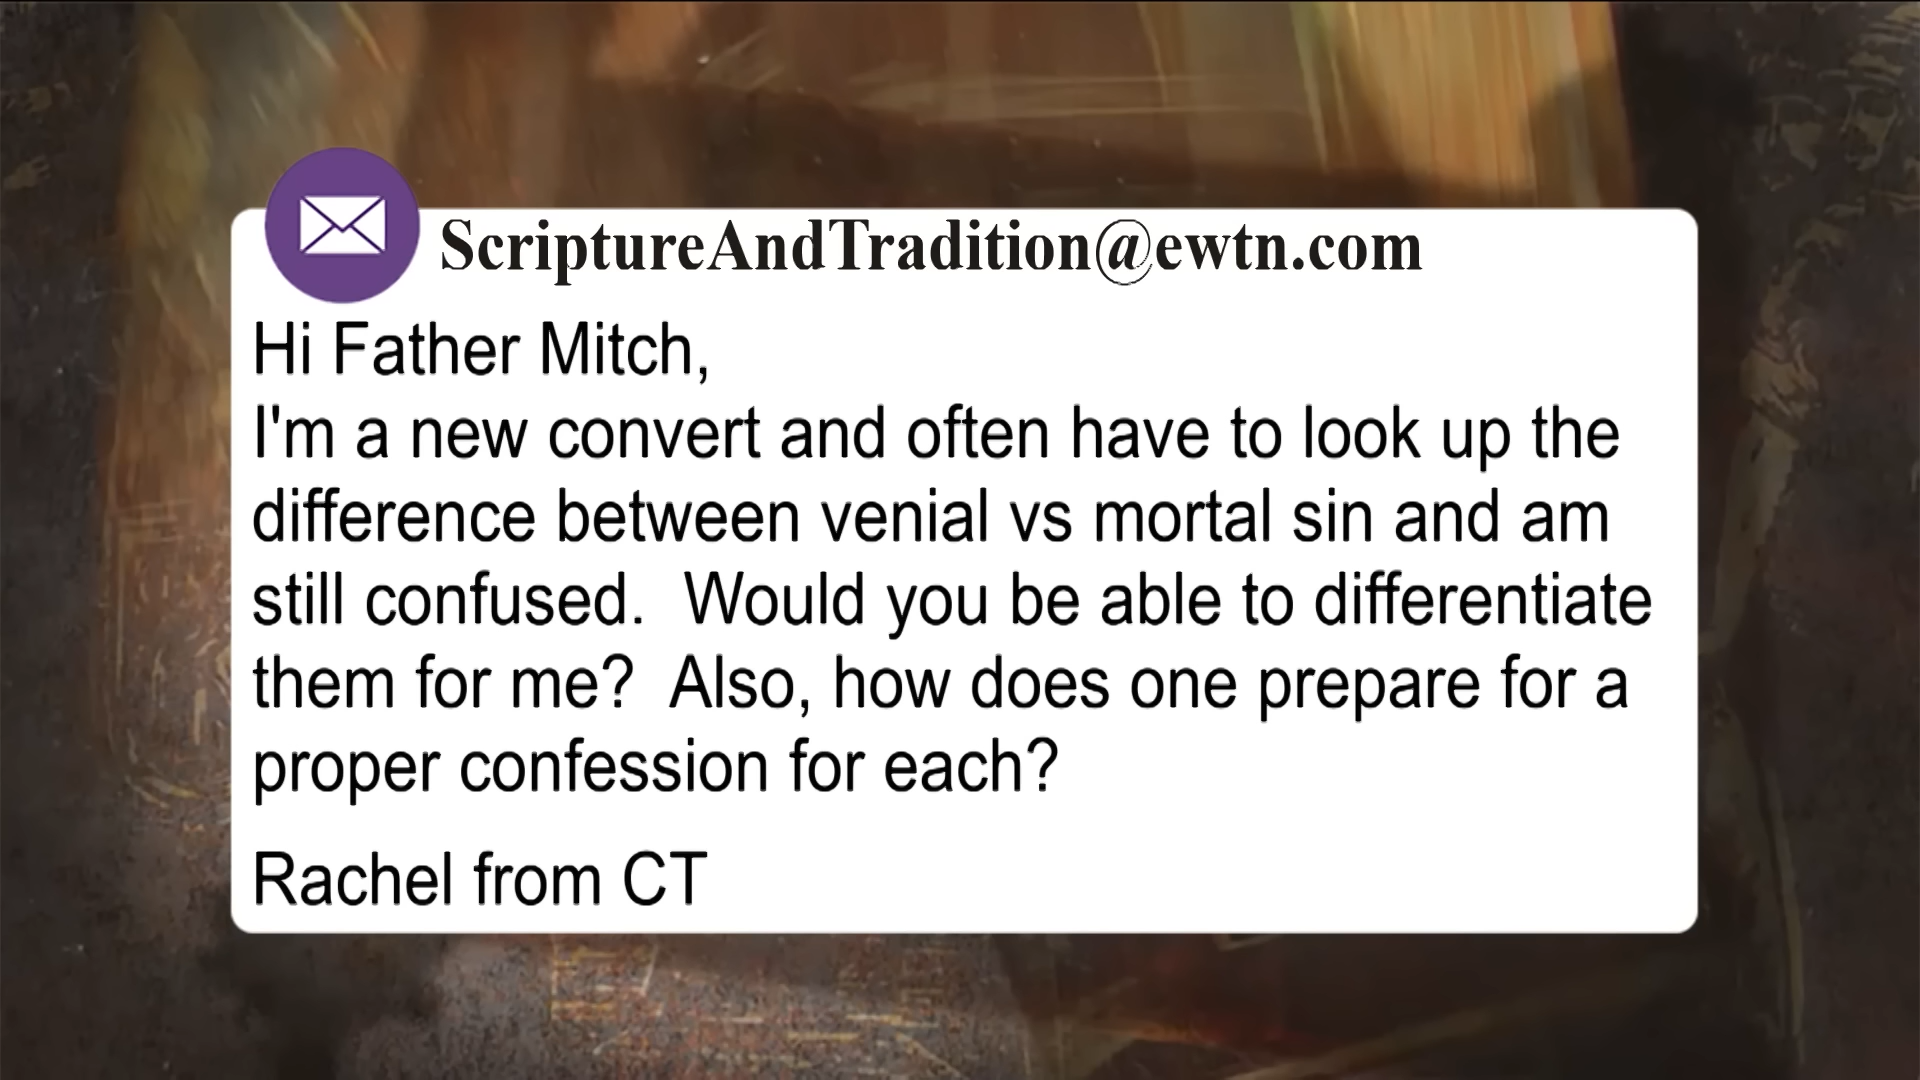 ScriptureAndTradition@ewtn.com
Hi Father Mitch,
I'm a new convert and often have to look up the
difference between venial vs mortal sin and am
still confused.  Would you be able to differentiate
them for me?  Also, how does one prepare for a
proper confession for each?
Rachel from CT